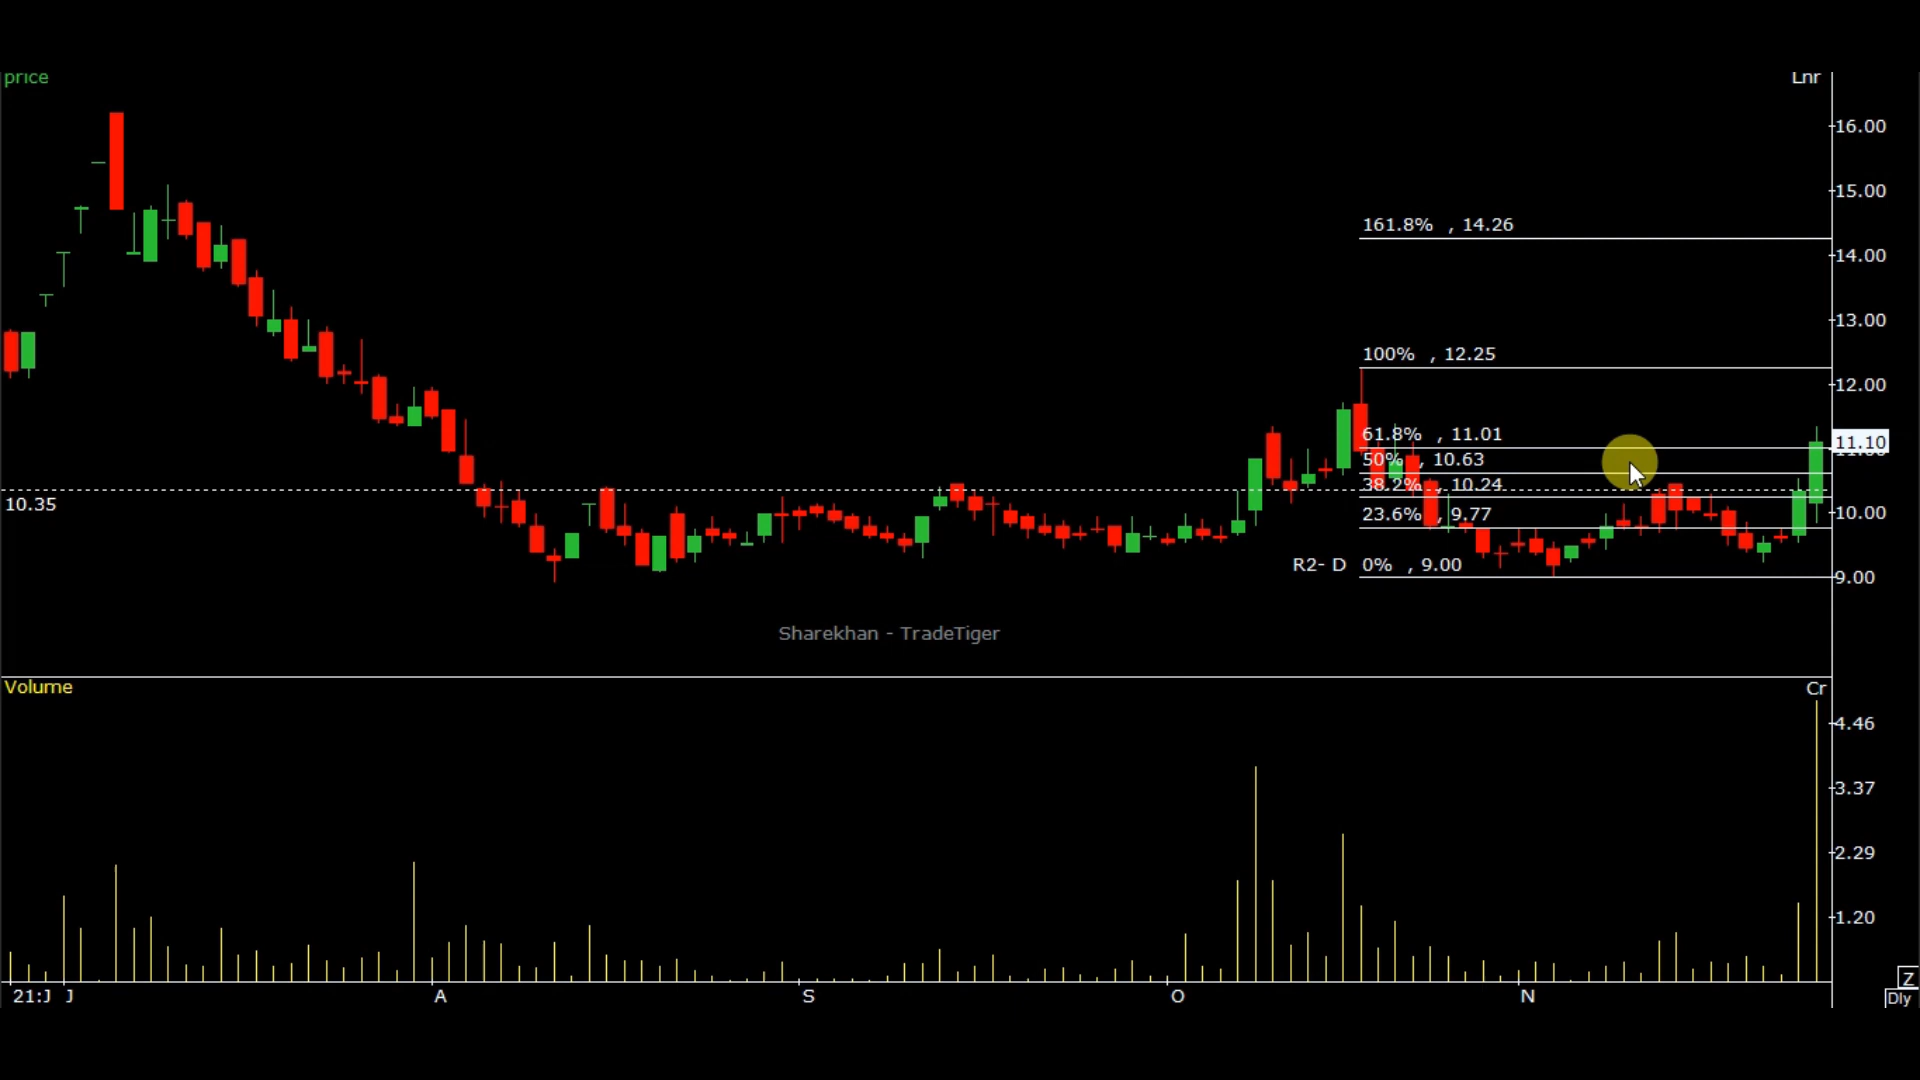 price
Lnr
16.00
15.00
161.8% , 14.26
14.00
13.00
100% , 12.25
12.00
61.8% , 11.01
11.10
50% , 10.63
38.2% , 10.24
10.35
10.00
23.6% , 9.77
R2- D 0% , 9.00
9.00
Sharekhan - TradeTiger
Volume
Cr
4.46
3.37
2.29
1.20
Z
21:J J A S O N
Dly